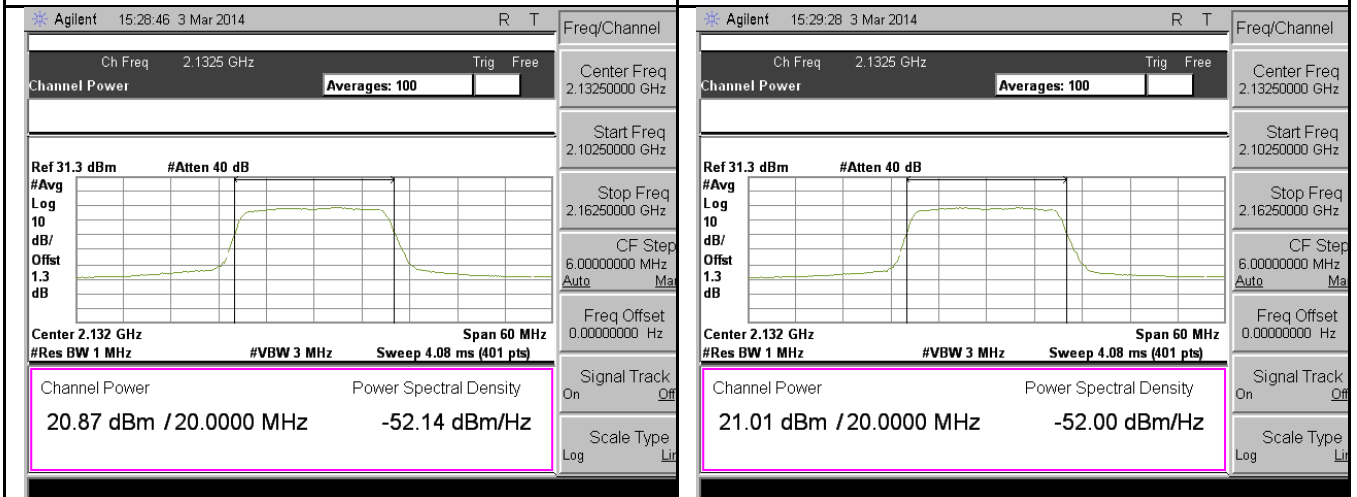 Agilent 15:28:46 3 Mar 2014 R T
Freq/Channel
Ch Freq 2.1325 GHz Trig Free
Channel Power Averages: 100
Center Freq
2.13250000 GHz
Start Freq
2.10250000 GHz
Ref 31.3 dBm #Atten 40 dB
#Avg
Log
10
dB/
Offst
1.3
dB
Stop Freq
2.16250000 GHz
CF Step
6.00000000 MHz
Auto Ma
Freq Offset
0.00000000 Hz
Center 2.132 GHz Span 60 MHz
#Res BW 1 MHz #VBW 3 MHz Sweep 4.08 ms (401 pts)
Signal Track
On Off
Channel Power Power Spectral Density
20.87 dBm / 20.0000 MHz -52.14 dBm/Hz
Scale Type
Log Lin
Agilent 15:29:28 3 Mar 2014 R T
Freq/Channel
Ch Freq 2.1325 GHz Trig Free
Channel Power Averages: 100
Center Freq
2.13250000 GHz
Start Freq
2.10250000 GHz
Ref 31.3 dBm #Atten 40 dB
#Avg
Log
10
dB/
Offst
1.3
dB
Stop Freq
2.16250000 GHz
CF Step
6.00000000 MHz
Auto Ma
Freq Offset
0.00000000 Hz
Center 2.132 GHz Span 60 MHz
#Res BW 1 MHz #VBW 3 MHz Sweep 4.08 ms (401 pts)
Signal Track
On Off
Channel Power Power Spectral Density
21.01 dBm / 20.0000 MHz -52.00 dBm/Hz
Scale Type
Log Lin